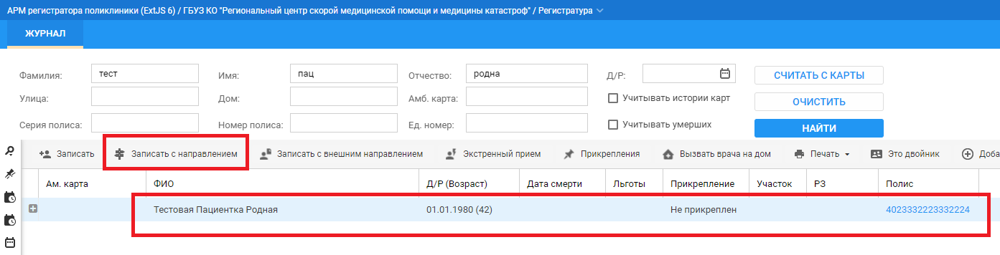 АРМ регистратора поликлиники (ExtJS 6) / ГБУЗ КО "Региональный центр скорой медицинской помощи и медицины катастроф" / Регистратура
ЖУРНАЛ
Фамилия: тест Имя: пац Отчество: родна Д/Р: СЧИТАТЬ С КАРТЫ
Улица: Дом: Амб. карта: Учитывать истории карт ОЧИСТИТЬ
Серия полиса: Номер полиса: Ед. номер: Учитывать умерших НАЙТИ
Записать Записать с направлением Записать с внешним направлением Экстренный прием Прикрепления Вызвать врача на дом Печать Это двойник Доба
Ам. карта ФИО Д/Р (Возраст) Дата смерти Льготы Прикрепление Участок РЗ Полис
Тестовая Пациентка Родная 01.01.1980 (42) Не прикреплен 4023332223332224